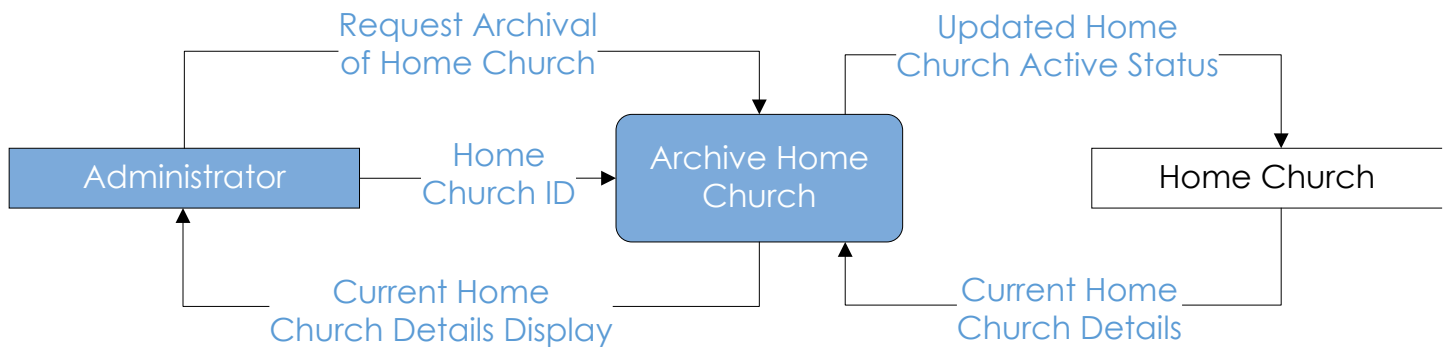 Request Archival
of Home Church
Updated Home
Church Active Status
Administrator
Home
Church ID
Archive Home
Church
Home Church
Current Home
Church Details Display
Current Home
Church Details